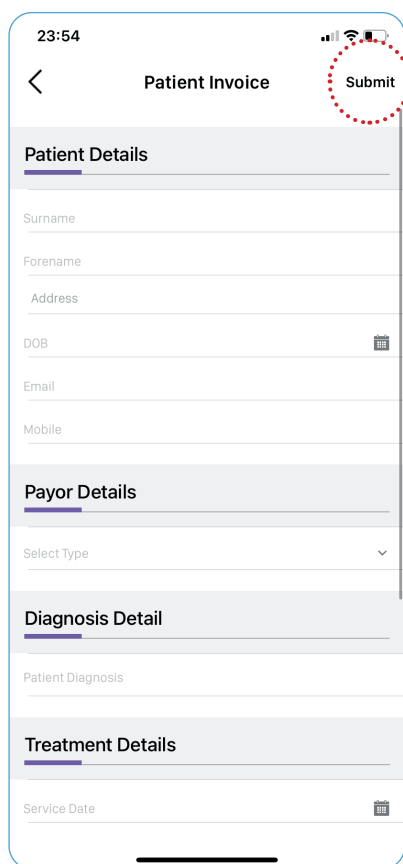 23:54
Patient Invoice Submit
Patient Details
Surname
Forename
Address
DOB
Email
Mobile
Payor Details
Select Type
Diagnosis Detail
Patient Diagnosis
Treatment Details
Service Date